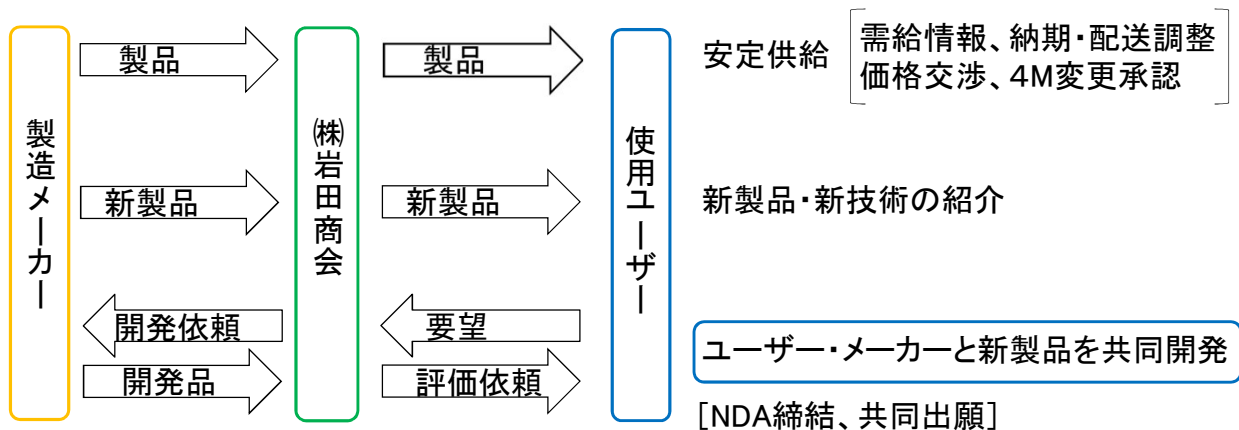 製造メーカー
㈱岩田商会
使用ユーザー
製品
製品
安定供給
需給情報、納期・配送調整
価格交渉、4M変更承認
新製品
新製品
新製品・新技術の紹介
開発依頼
要望
開発品
評価依頼
ユーザー・メーカーと新製品を共同開発
[NDA締結、共同出願]